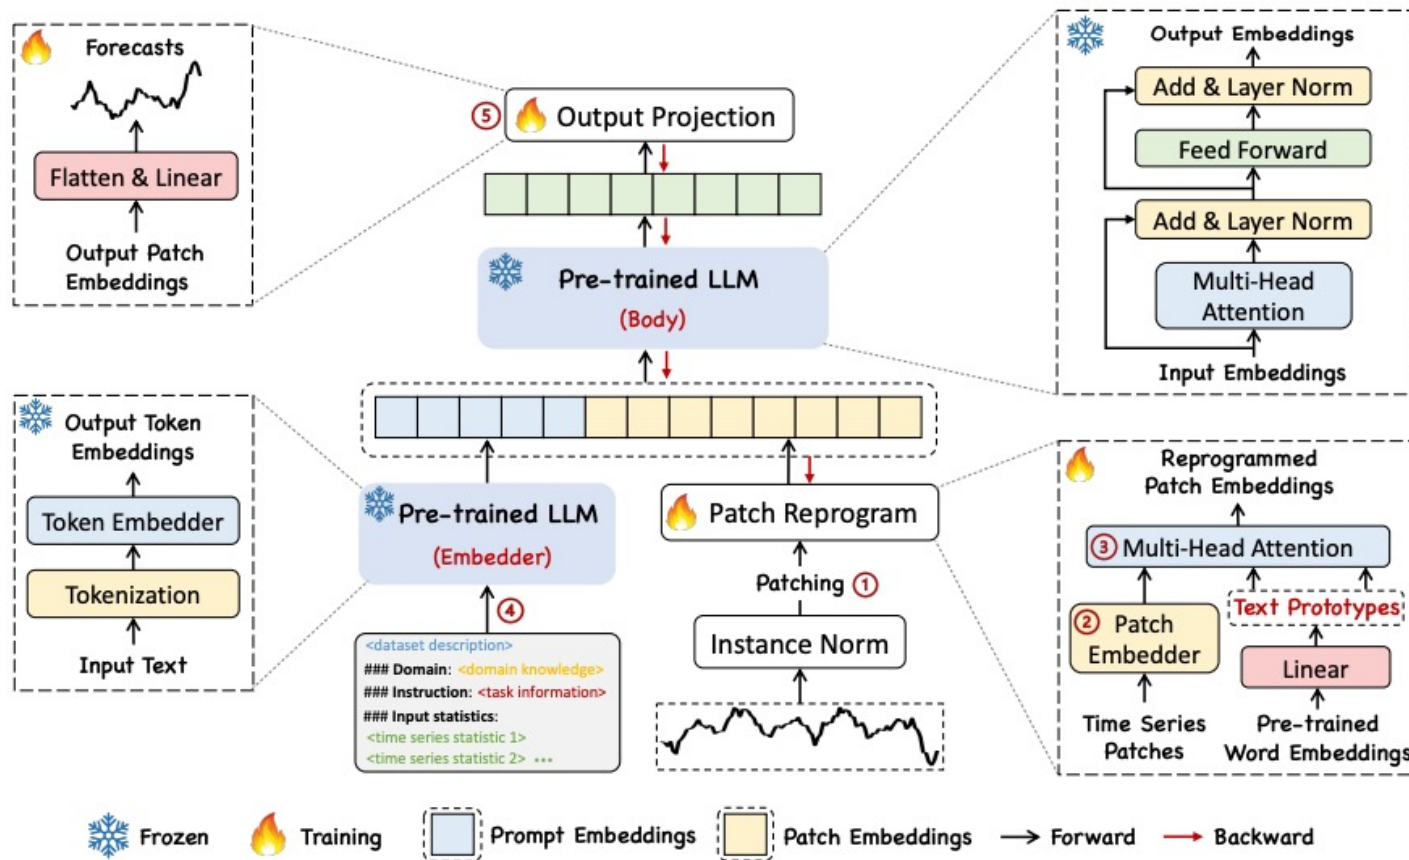 Forecasts
Flatten & Linear
Output Patch
Embeddings
⑤ Output Projection
Pre-trained LLM
(Body)
Output Embeddings
Add & Layer Norm
Feed Forward
Add & Layer Norm
Multi-Head
Attention
Input Embeddings
Output Token
Embeddings
Token Embedder
Tokenization
Input Text
Pre-trained LLM
(Embedder)
④
<dataset description>
### Domain: <domain knowledge>
### Instruction: <task information>
### Input statistics:
<time series statistic 1>
<time series statistic 2> •••
Patch Reprogram
Patching ①
Instance Norm
Reprogrammed
Patch Embeddings
③ Multi-Head Attention
② Patch
Embedder
Text Prototypes
Linear
Time Series
Patches
Pre-trained
Word Embeddings
Frozen
Training
Prompt Embeddings
Patch Embeddings
Forward
Backward